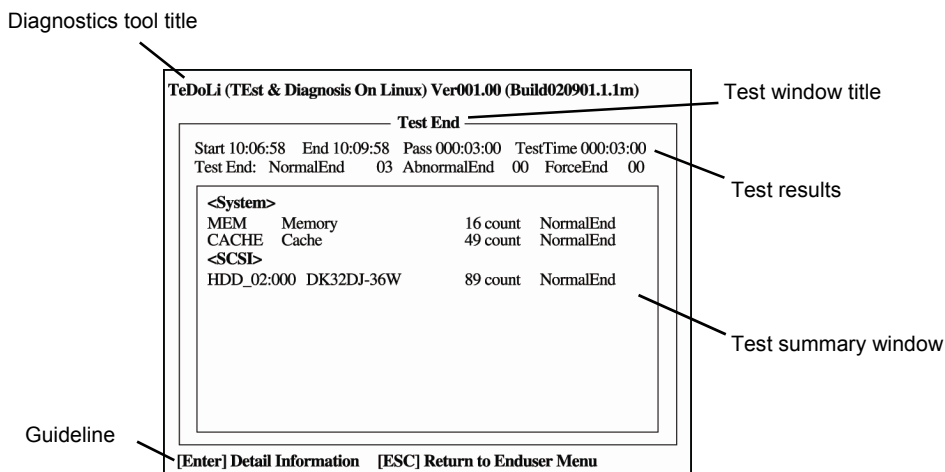 Diagnostics tool title
TeDoLi (TEst & Diagnosis On Linux) Ver001.00 (Build020901.1.1m)
Test window title
Test End
Start 10:06:58 End 10:09:58 Pass 000:03:00 TestTime 000:03:00
Test End: NormalEnd 03 AbnormalEnd 00 ForceEnd 00
Test results
<System>
MEM Memory 16 count NormalEnd
CACHE Cache 49 count NormalEnd
<SCSI>
HDD_02:000 DK32DJ-36W 89 count NormalEnd
Test summary window
Guideline
[Enter] Detail Information [ESC] Return to Enduser Menu